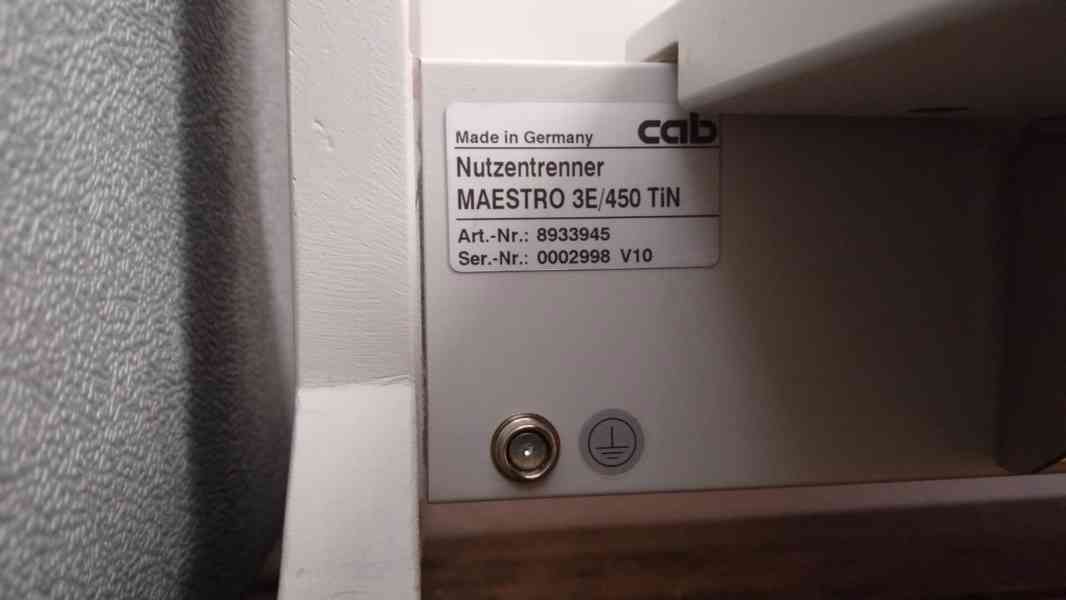 Made in Germany cab
Nutzentrenner
MAESTRO 3E/450 TiN
Art.-Nr.: 8933945
Ser.-Nr.: 0002998 V10